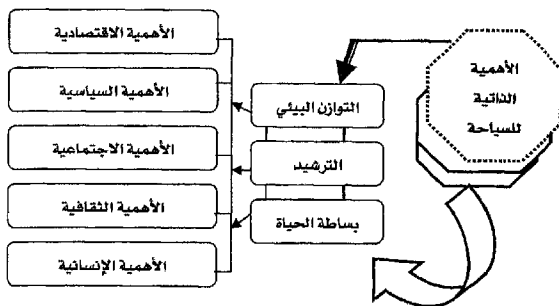 الأهمية
الذاتية
للسياحة
التوازن البيئي
الترشيد
بساطة الحياة
الأهمية الاقتصادية
الأهمية السياسية
الأهمية الاجتماعية
الأهمية الثقافية
الأهمية الإنسانية